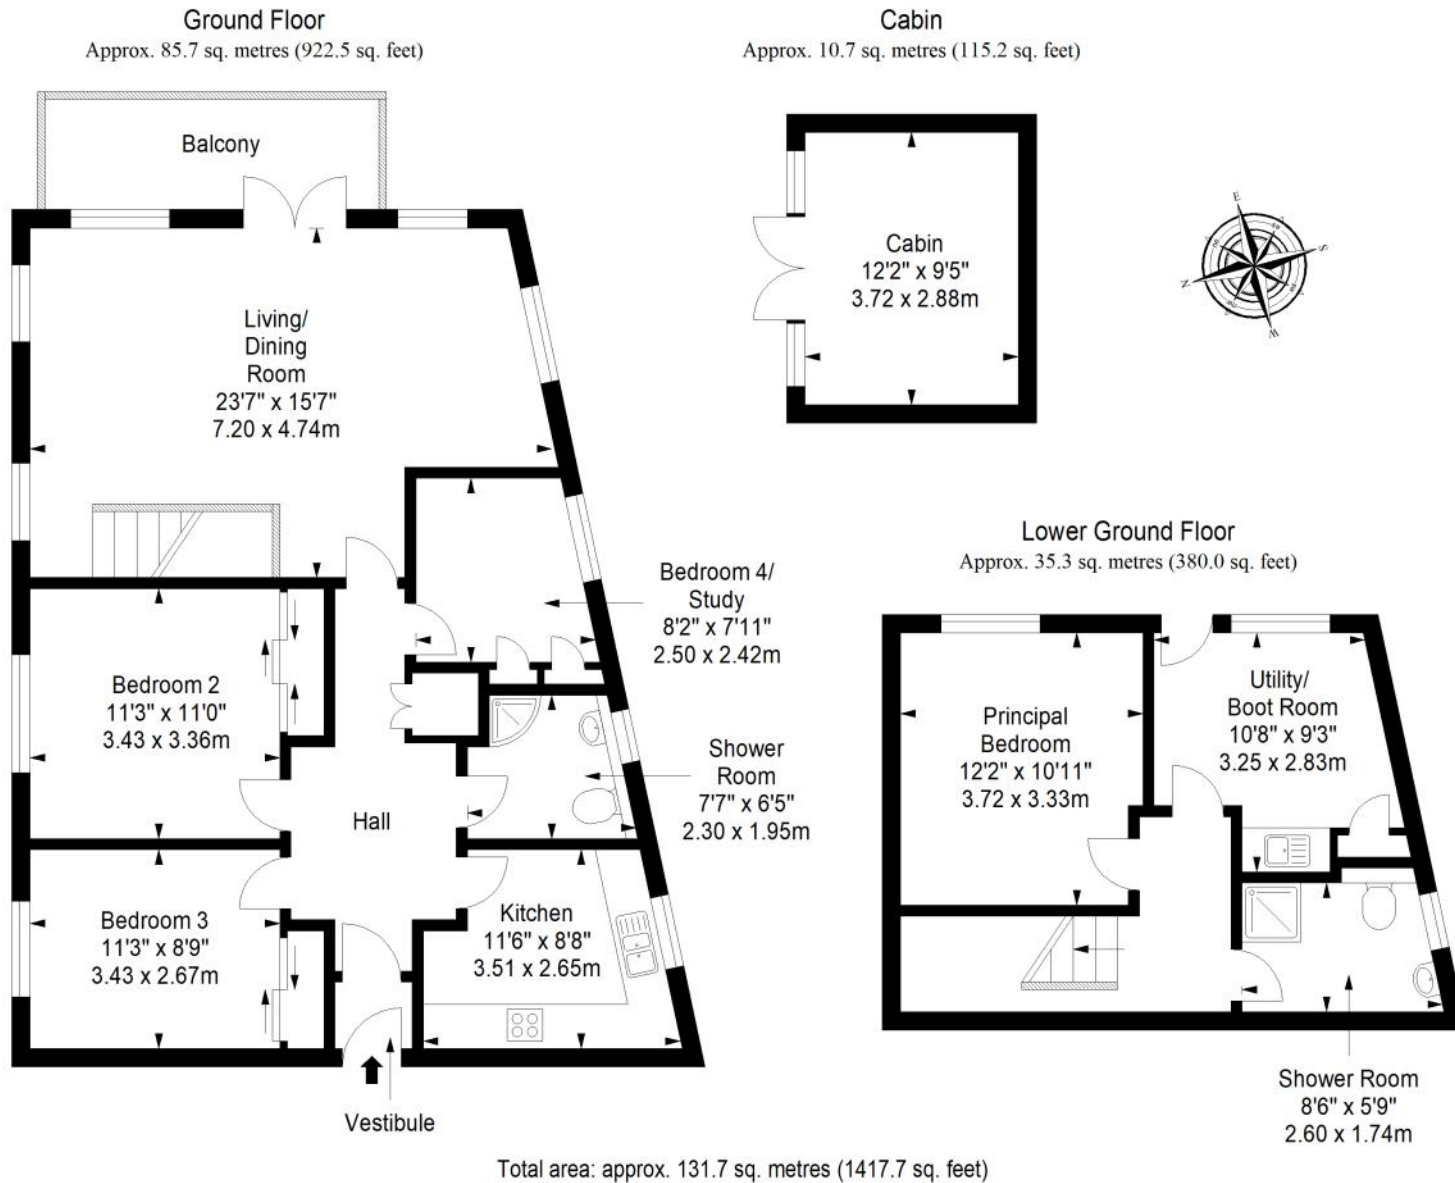 Ground Floor
Approx. 85.7 sq. metres (922.5 sq. feet)
Balcony
Living/
Dining
Room
23'7" x 15'7"
7.20 x 4.74m
Bedroom 4/
Study
8'2" x 7'11"
2.50 x 2.42m
Bedroom 2
11'3" x 11'0"
3.43 x 3.36m
Shower
Room
7'7" x 6'5"
2.30 x 1.95m
Hall
Bedroom 3
11'3" x 8'9"
3.43 x 2.67m
Kitchen
11'6" x 8'8"
3.51 x 2.65m
Vestibule
Cabin
Approx. 10.7 sq. metres (115.2 sq. feet)
Cabin
12'2" x 9'5"
3.72 x 2.88m
E
S
N
W
Lower Ground Floor
Approx. 35.3 sq. metres (380.0 sq. feet)
Principal
Bedroom
12'2" x 10'11"
3.72 x 3.33m
Utility/
Boot Room
10'8" x 9'3"
3.25 x 2.83m
Shower Room
8'6" x 5'9"
2.60 x 1.74m
Total area: approx. 131.7 sq. metres (1417.7 sq. feet)